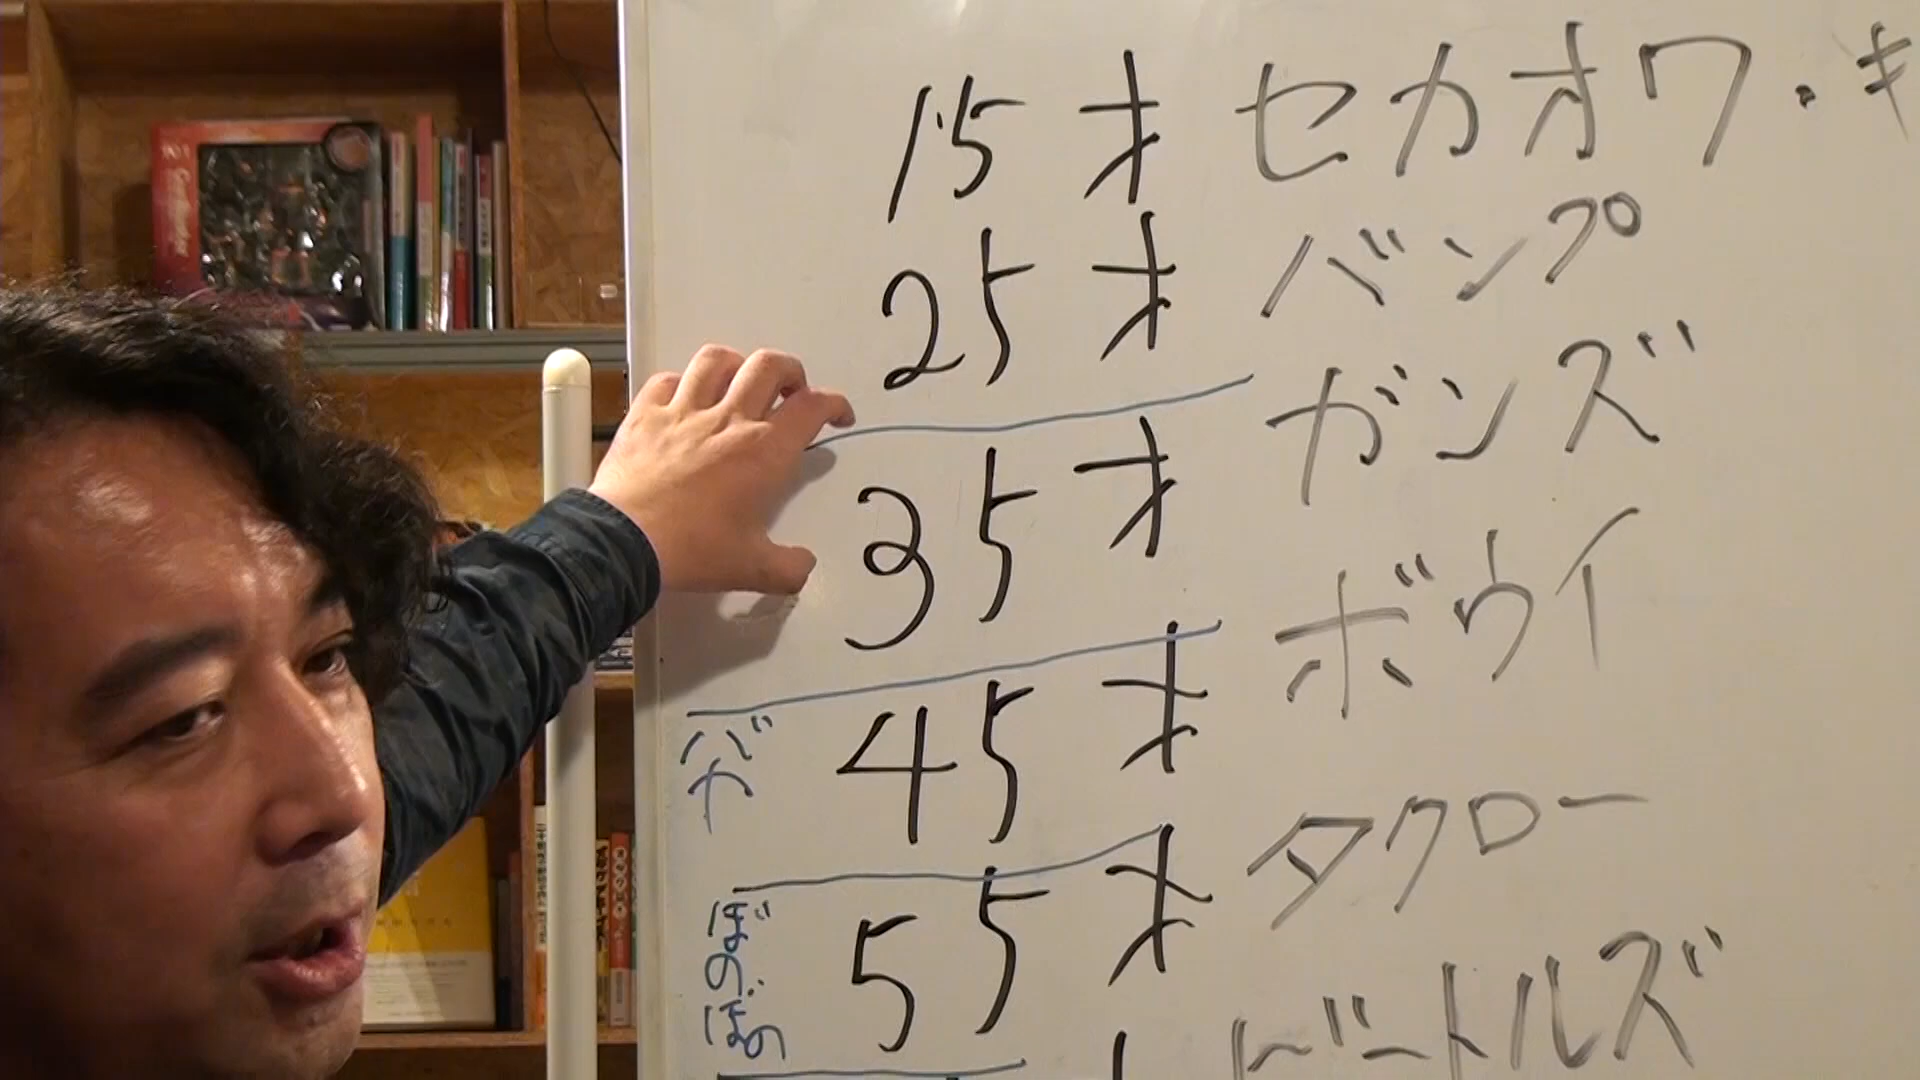 15才 セカオワ・キ
25才 バンプ
ガンズ
35才
ボウイ
45才
タクロー
ぼのぼの 55才
ビートルズ